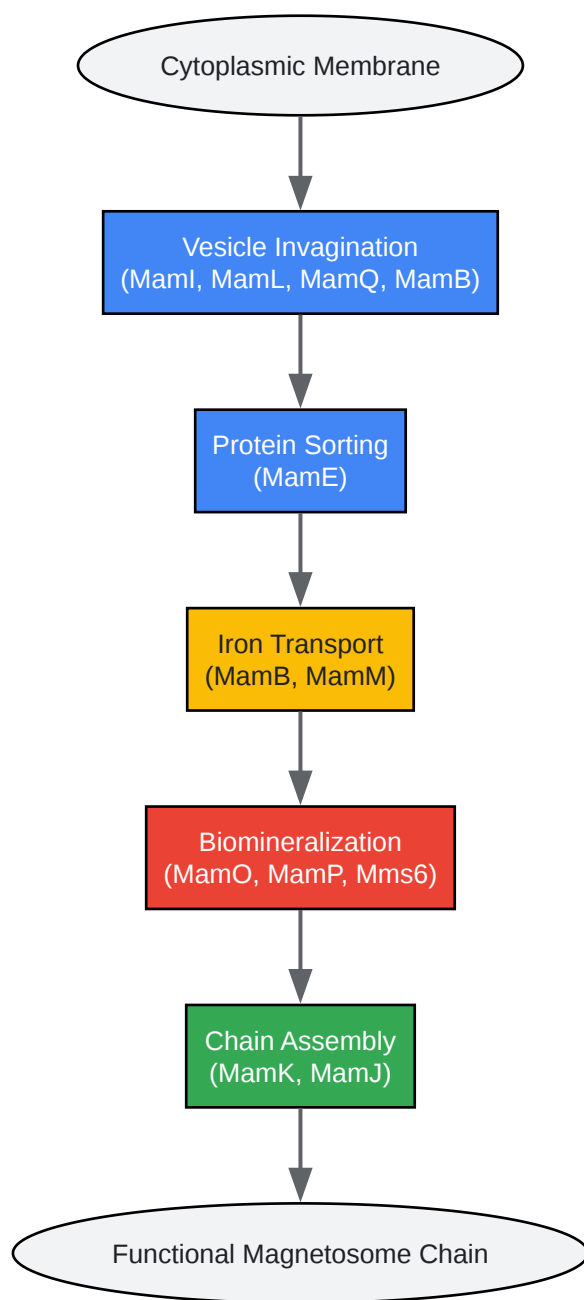 Cytoplasmic Membrane
Vesicle Invagination
(MamI, MamL, MamQ, MamB)
Protein Sorting
(MamE)
Iron Transport
(MamB, MamM)
Biomineralization
(MamO, MamP, Mms6)
Chain Assembly
(MamK, MamJ)
Functional Magnetosome Chain